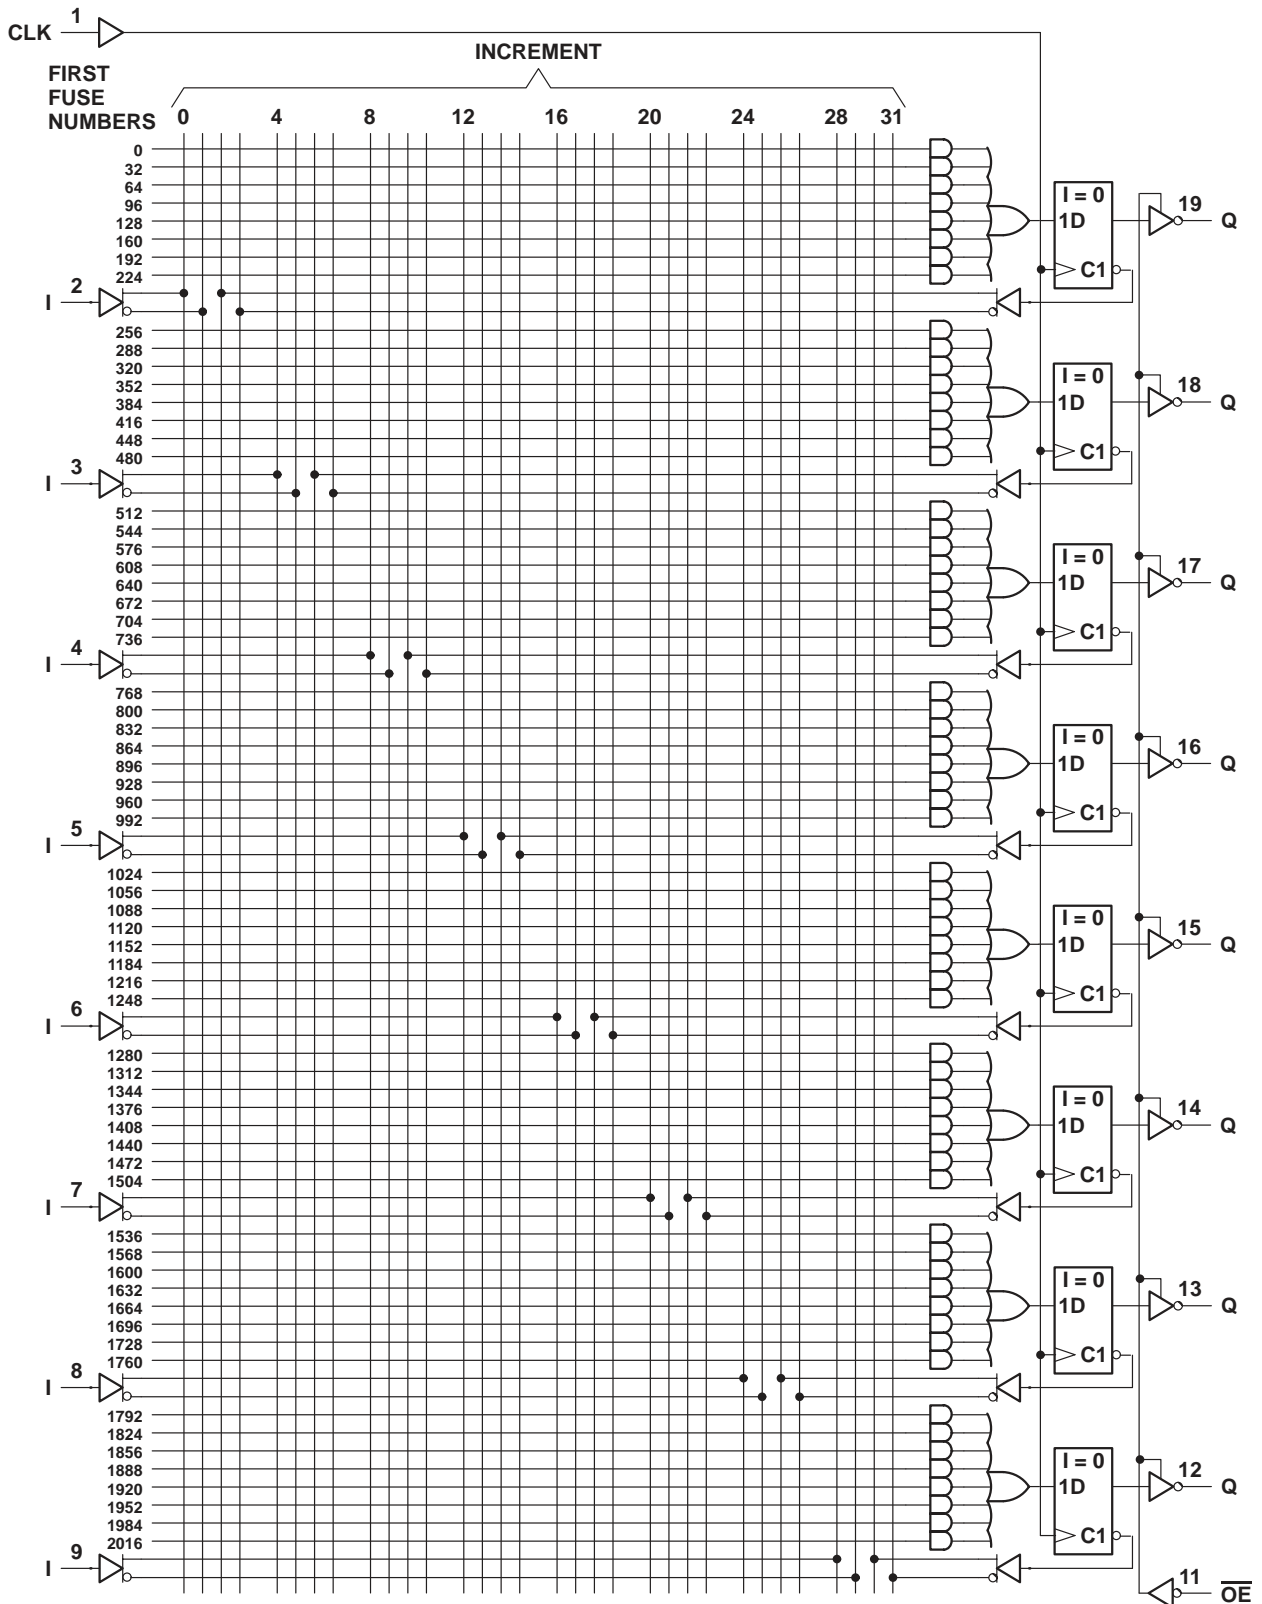 1
CLK
INCREMENT
FIRST
FUSE
NUMBERS
0 4 8 12 16 20 24 28 31
0
32
64
96
128
160
192
224
I = 0
1D
C1
19
Q
2
I
256
288
320
352
384
416
448
480
I = 0
1D
C1
18
Q
3
I
512
544
576
608
640
672
704
736
I = 0
1D
C1
17
Q
4
I
768
800
832
864
896
928
960
992
I = 0
1D
C1
16
Q
5
I
1024
1056
1088
1120
1152
1184
1216
1248
I = 0
1D
C1
15
Q
6
I
1280
1312
1344
1376
1408
1440
1472
1504
I = 0
1D
C1
14
Q
7
I
1536
1568
1600
1632
1664
1696
1728
1760
I = 0
1D
C1
13
Q
8
I
1792
1824
1856
1888
1920
1952
1984
2016
I = 0
1D
C1
12
Q
9
I
11
O̅E̅